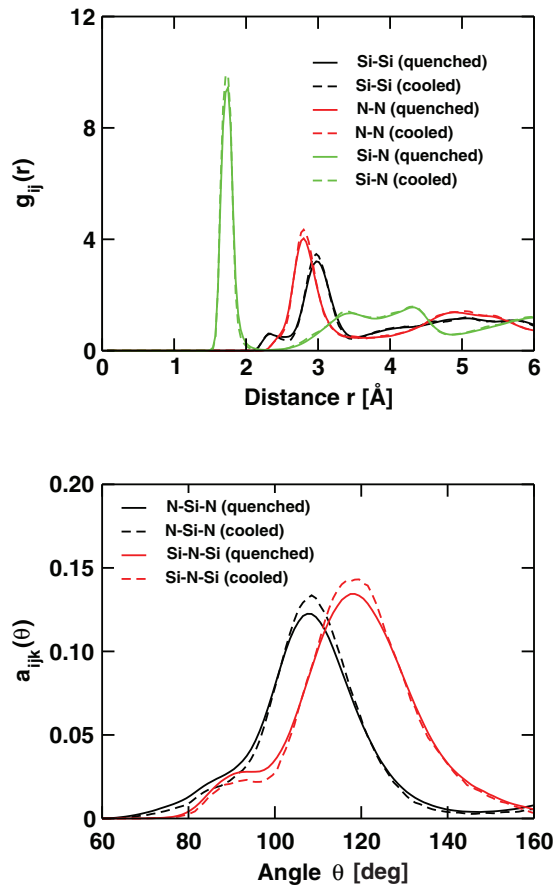 12
8
4
0
g_ij(r)
Si-Si (quenched)
Si-Si (cooled)
N-N (quenched)
N-N (cooled)
Si-N (quenched)
Si-N (cooled)
0 1 2 3 4 5 6
Distance r [Å]
0.20
0.15
0.10
0.05
0
a_ijk(θ)
N-Si-N (quenched)
N-Si-N (cooled)
Si-N-Si (quenched)
Si-N-Si (cooled)
60 80 100 120 140 160
Angle θ [deg]